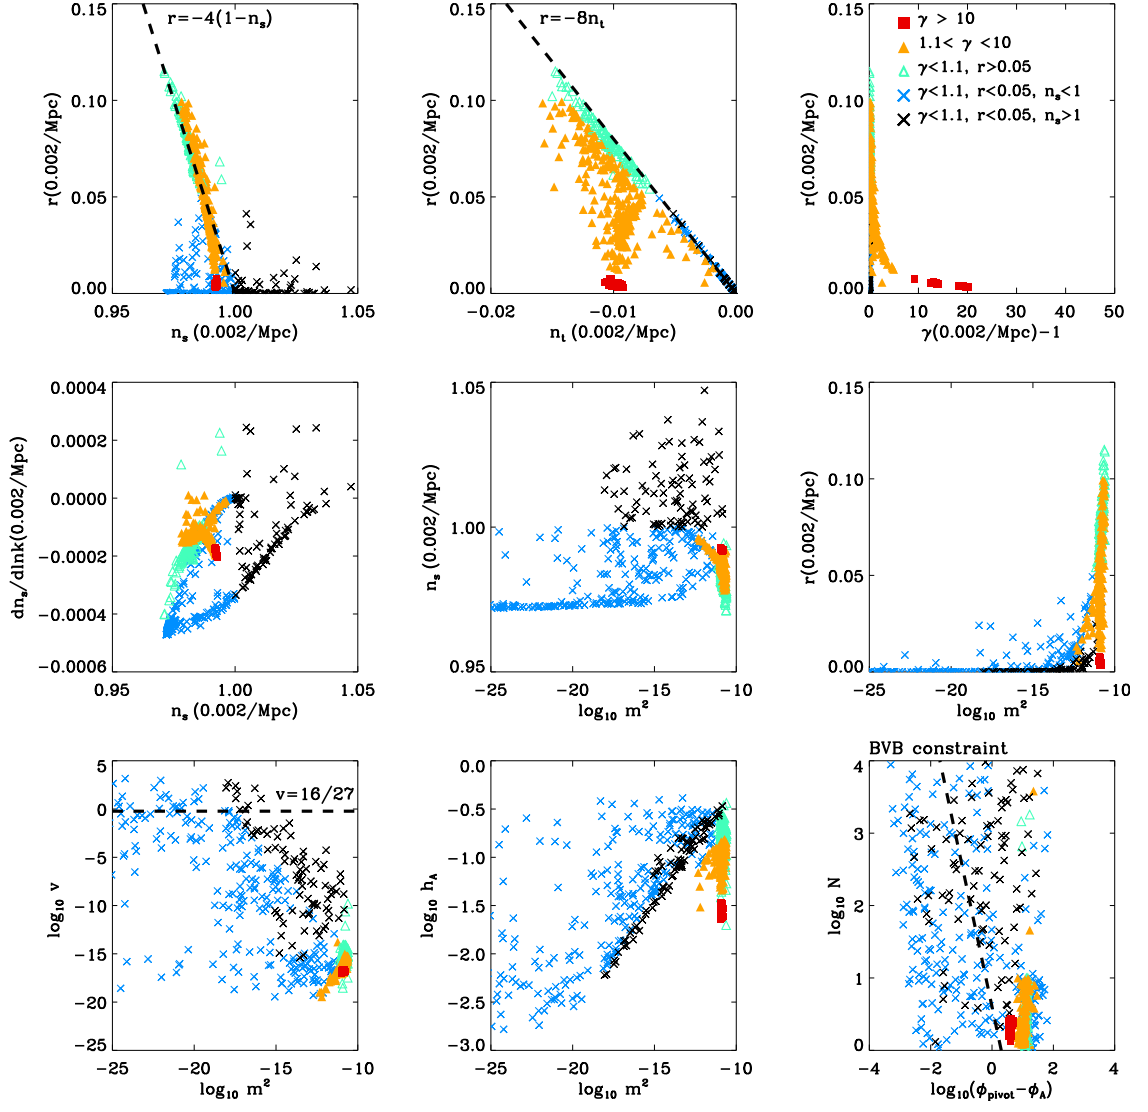 r=−4(1−nₛ)
0.15
0.10
0.05
0.00
r(0.002/Mpc)
0.95 1.00 1.05
nₛ(0.002/Mpc)
r=−8nₜ
0.15
0.10
0.05
0.00
r(0.002/Mpc)
−0.02 −0.01 0.00
nₜ(0.002/Mpc)
γ > 10
1.1< γ <10
γ<1.1, r>0.05
γ<1.1, r<0.05, nₛ<1
γ<1.1, r<0.05, nₛ>1
0.15
0.10
0.05
0.00
r(0.002/Mpc)
0 10 20 30 40 50
γ(0.002/Mpc)−1
0.0004
0.0002
0.0000
−0.0002
−0.0004
−0.0006
dnₛ/dlnk(0.002/Mpc)
0.95 1.00 1.05
nₛ(0.002/Mpc)
1.05
1.00
0.95
nₛ(0.002/Mpc)
−25 −20 −15 −10
log₁₀ m²
0.15
0.10
0.05
0.00
r(0.002/Mpc)
−25 −20 −15 −10
log₁₀ m²
v=16/27
5
0
−5
−10
−15
−20
−25
log₁₀ v
−25 −20 −15 −10
log₁₀ m²
0.0
−0.5
−1.0
−1.5
−2.0
−2.5
−3.0
log₁₀ h_A
−25 −20 −15 −10
log₁₀ m²
BVB constraint
4
3
2
1
0
log₁₀ N
−4 −2 0 2 4
log₁₀(ϕ_pivot−ϕ_A)